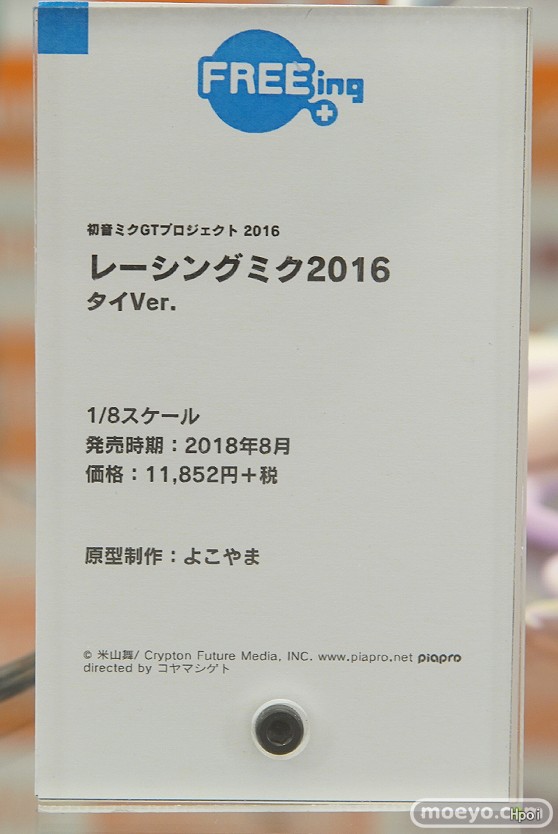 FREEing
初音ミクGTプロジェクト 2016
レーシングミク2016
タイVer.
1/8スケール
発売時期：2018年8月
価格：11,852円＋税
原型制作：よこやま
© 米山舞/ Crypton Future Media, INC. www.piapro.net piapro
directed by コヤマシゲト
moeyo.com
Hpoi